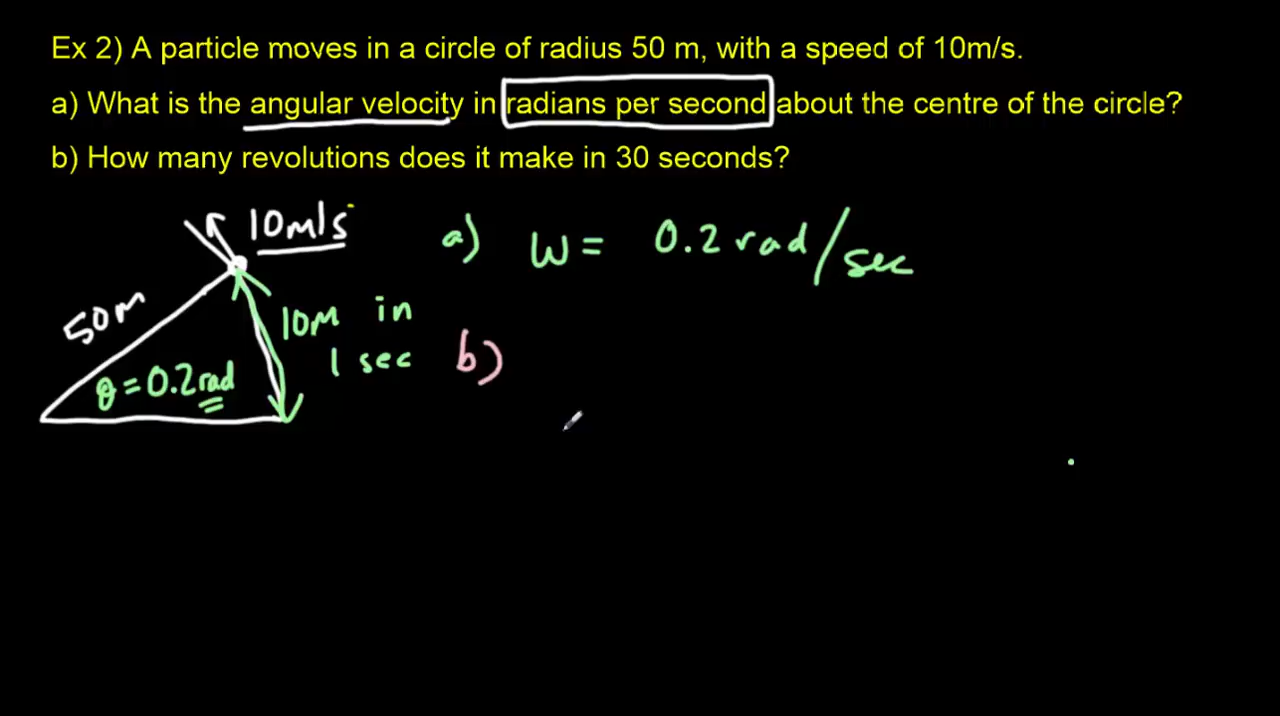 Ex 2) A particle moves in a circle of radius 50 m, with a speed of 10m/s.
a) What is the angular velocity in radians per second about the centre of the circle?
b) How many revolutions does it make in 30 seconds?
10m/s
a) W = 0.2 rad/sec
50m
10m in
1 sec
b)
θ = 0.2 rad